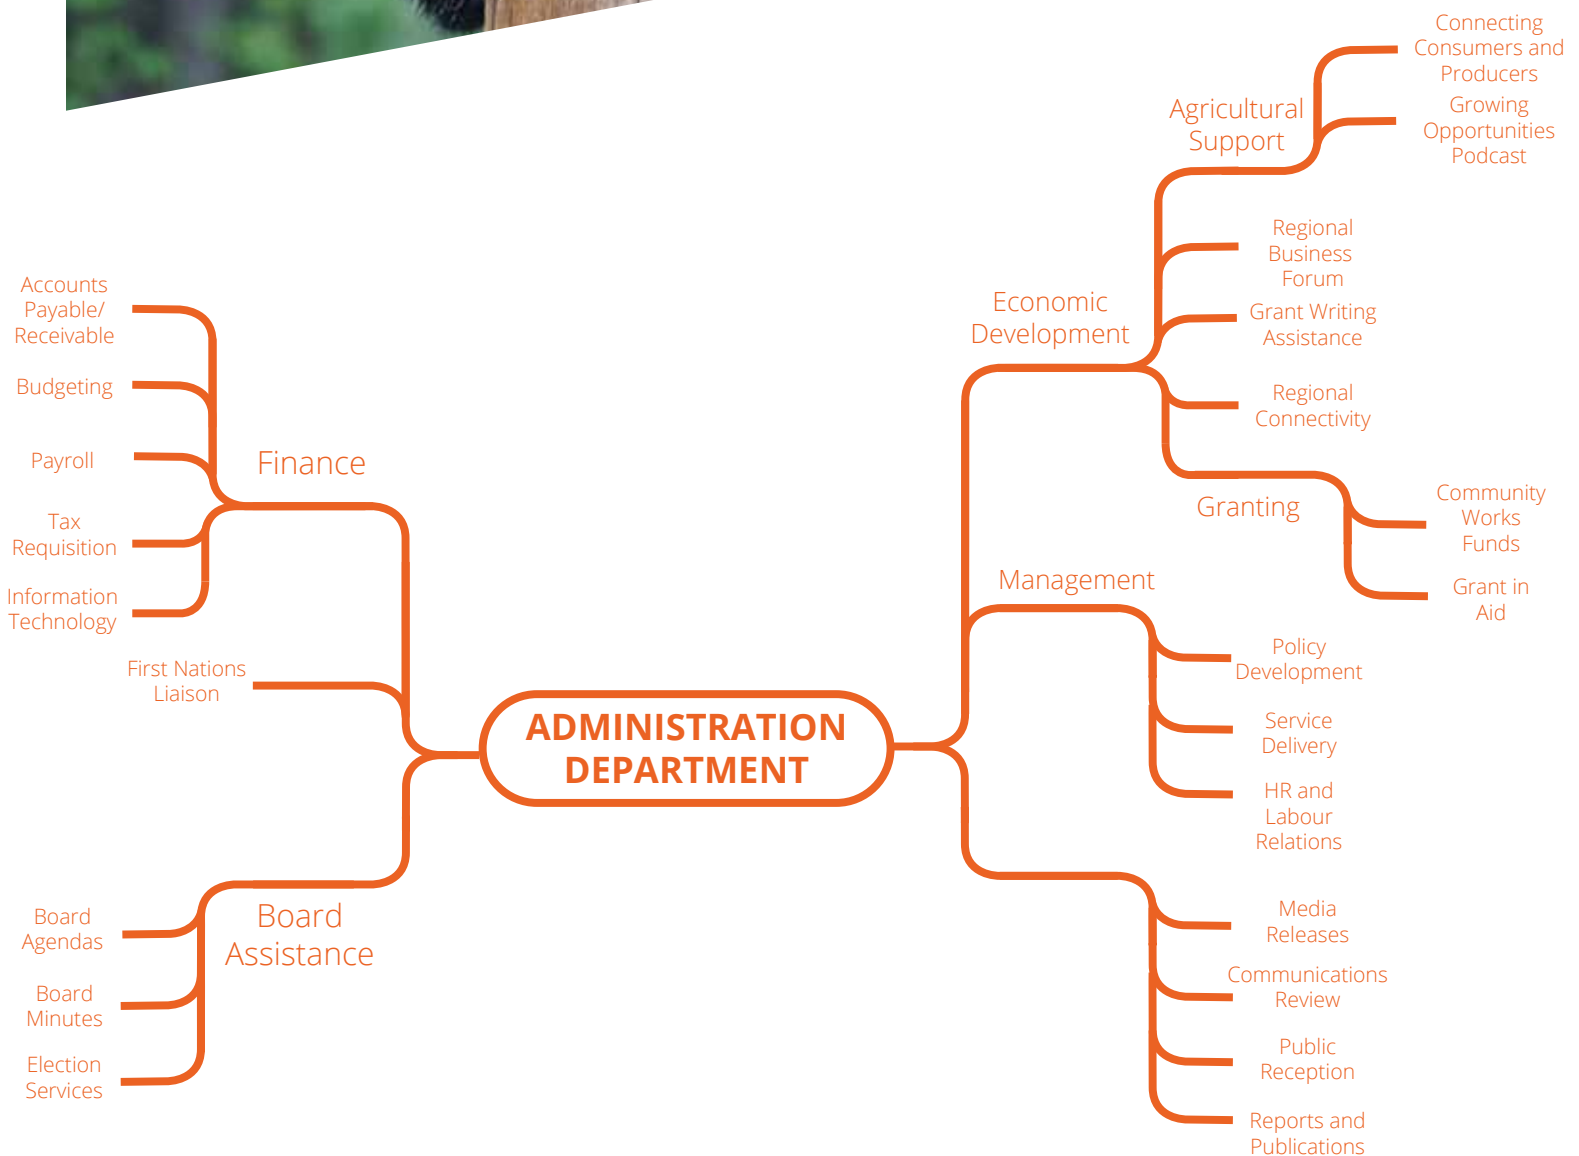 Connecting
Consumers and
Producers
Growing
Opportunities
Podcast
Agricultural
Support
Regional
Business
Forum
Grant Writing
Assistance
Economic
Development
Regional
Connectivity
Granting
Community
Works
Funds
Grant in
Aid
Accounts
Payable/
Receivable
Budgeting
Payroll
Finance
Tax
Requisition
Information
Technology
First Nations
Liaison
ADMINISTRATION
DEPARTMENT
Management
Policy
Development
Service
Delivery
HR and
Labour
Relations
Board
Assistance
Board
Agendas
Board
Minutes
Election
Services
Media
Releases
Communications
Review
Public
Reception
Reports and
Publications